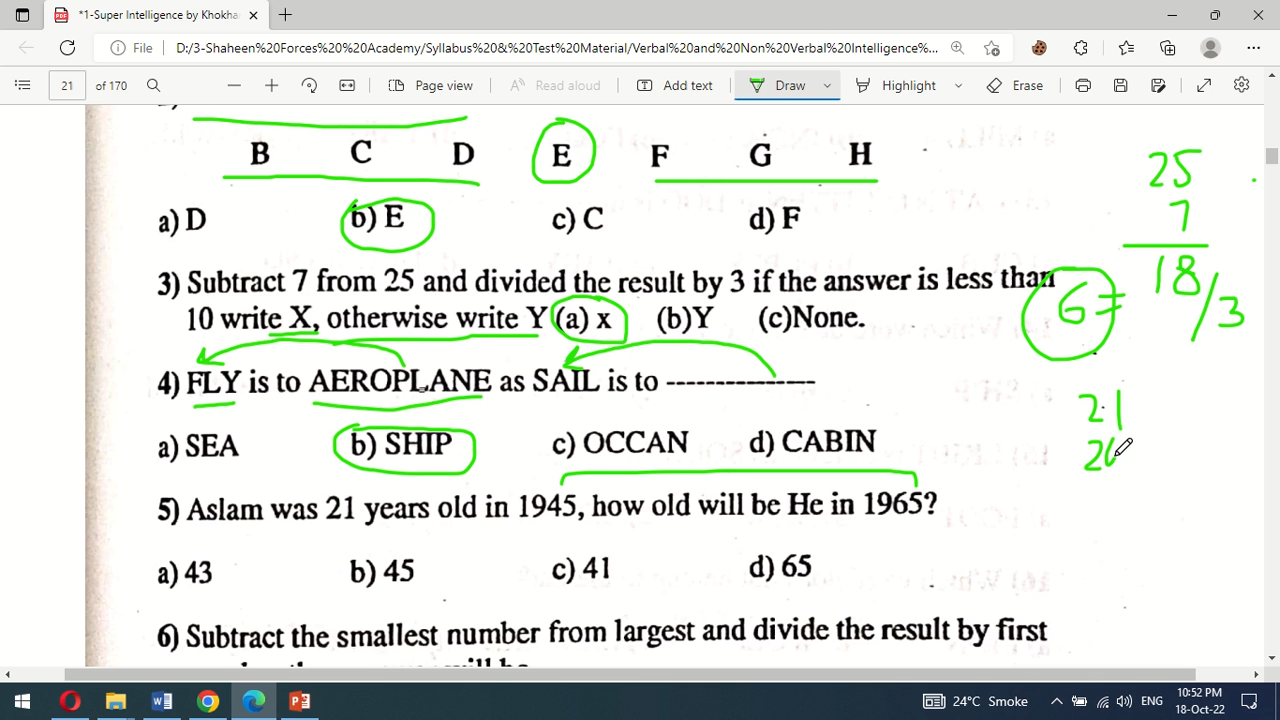 *1-Super Intelligence by Khokha
File
D:/3-Shaheen%20Forces%20%20Academy/Syllabus%20&%20Test%20Material/Verbal%20and%20Non%20Verbal%20Intelligence%...
21 of 170
Page view
Read aloud
Add text
Draw
Highlight
Erase
B C D E F G H
a) D b) E c) C d) F
3) Subtract 7 from 25 and divided the result by 3 if the answer is less than
10 write X, otherwise write Y (a) x (b)Y (c)None.
4) FLY is to AEROPLANE as SAIL is to ---------------
a) SEA b) SHIP c) OCCAN d) CABIN
5) Aslam was 21 years old in 1945, how old will be He in 1965?
a) 43 b) 45 c) 41 d) 65
6) Subtract the smallest number from largest and divide the result by first
25
7
6 = 18/3
21
20
24°C Smoke
ENG
10:52 PM
18-Oct-22